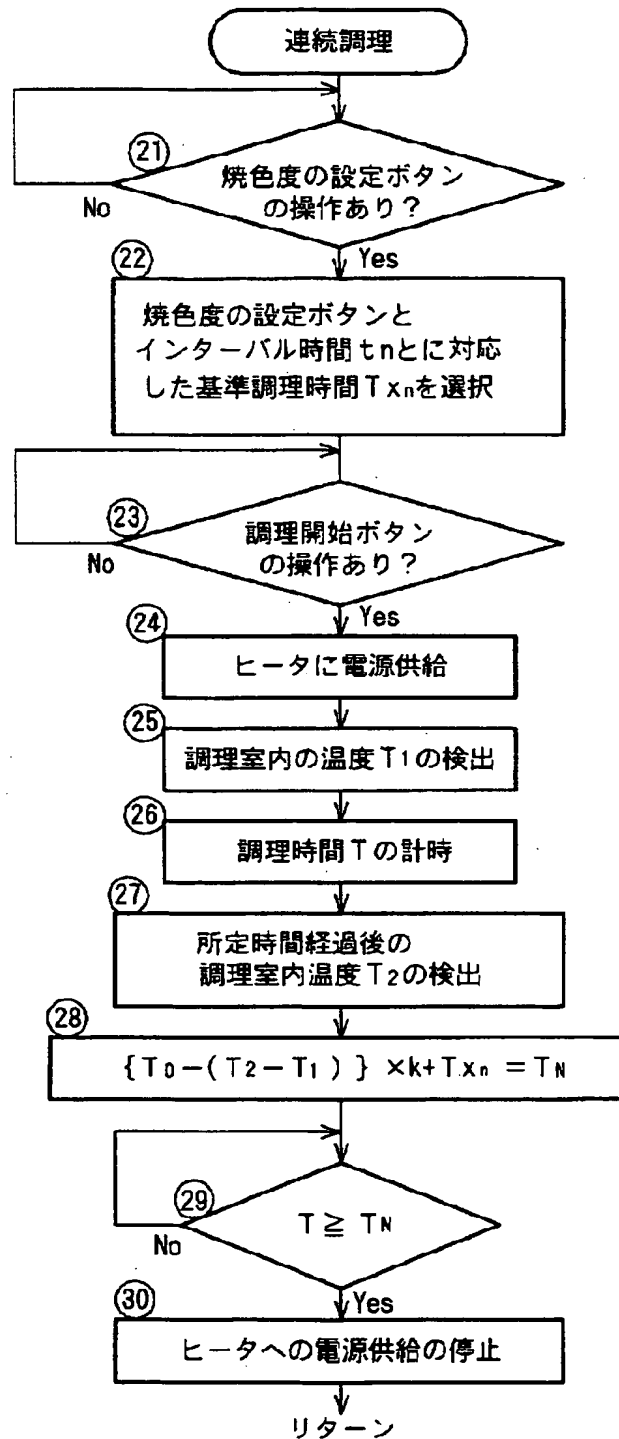 連続調理
21
焼色度の設定ボタン
の操作あり?
No
Yes
22
焼色度の設定ボタンと
インターバル時間tnとに対応
した基準調理時間Txnを選択
23
調理開始ボタン
の操作あり?
No
Yes
24
ヒータに電源供給
25
調理室内の温度T1の検出
26
調理時間Tの計時
27
所定時間経過後の
調理室内温度T2の検出
28
{T0-(T2-T1)}×k+Txn=TN
29
T≧TN
No
Yes
30
ヒータへの電源供給の停止
リターン